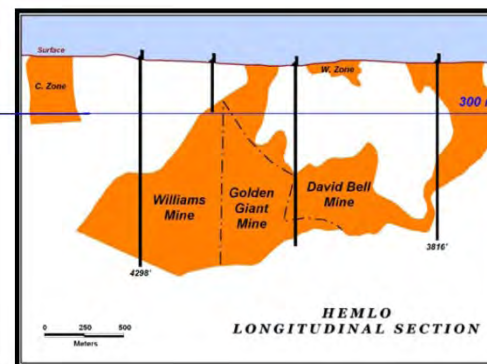 Surface
C. Zone
W. Zone
300 m
Williams
Mine
Golden
Giant
Mine
David Bell
Mine
4298'
3816'
HEMLO
LONGITUDINAL SECTION
0 250 500
Meters